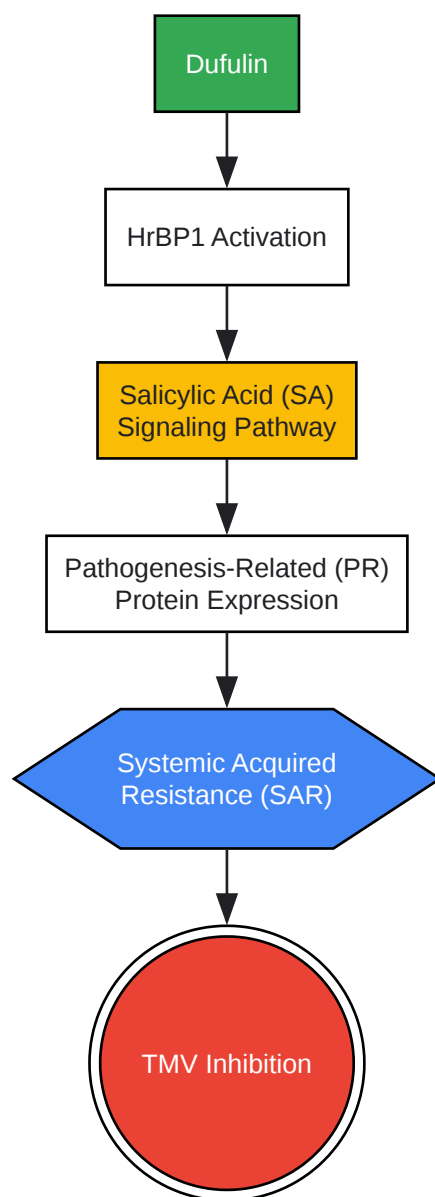 Dufulin
HrBP1 Activation
Salicylic Acid (SA)
Signaling Pathway
Pathogenesis-Related (PR)
Protein Expression
Systemic Acquired
Resistance (SAR)
TMV Inhibition